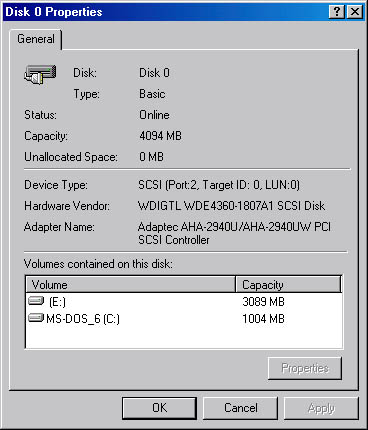 Disk 0 Properties
General
Disk: Disk 0
Type: Basic
Status: Online
Capacity: 4094 MB
Unallocated Space: 0 MB
Device Type: SCSI (Port:2, Target ID: 0, LUN:0)
Hardware Vendor: WDIGTL WDE4360-1807A1 SCSI Disk
Adapter Name: Adaptec AHA-2940U/AHA-2940UW PCI
SCSI Controller
Volumes contained on this disk:
Volume Capacity
(E:) 3089 MB
MS-DOS_6 (C:) 1004 MB
Properties
OK Cancel Apply